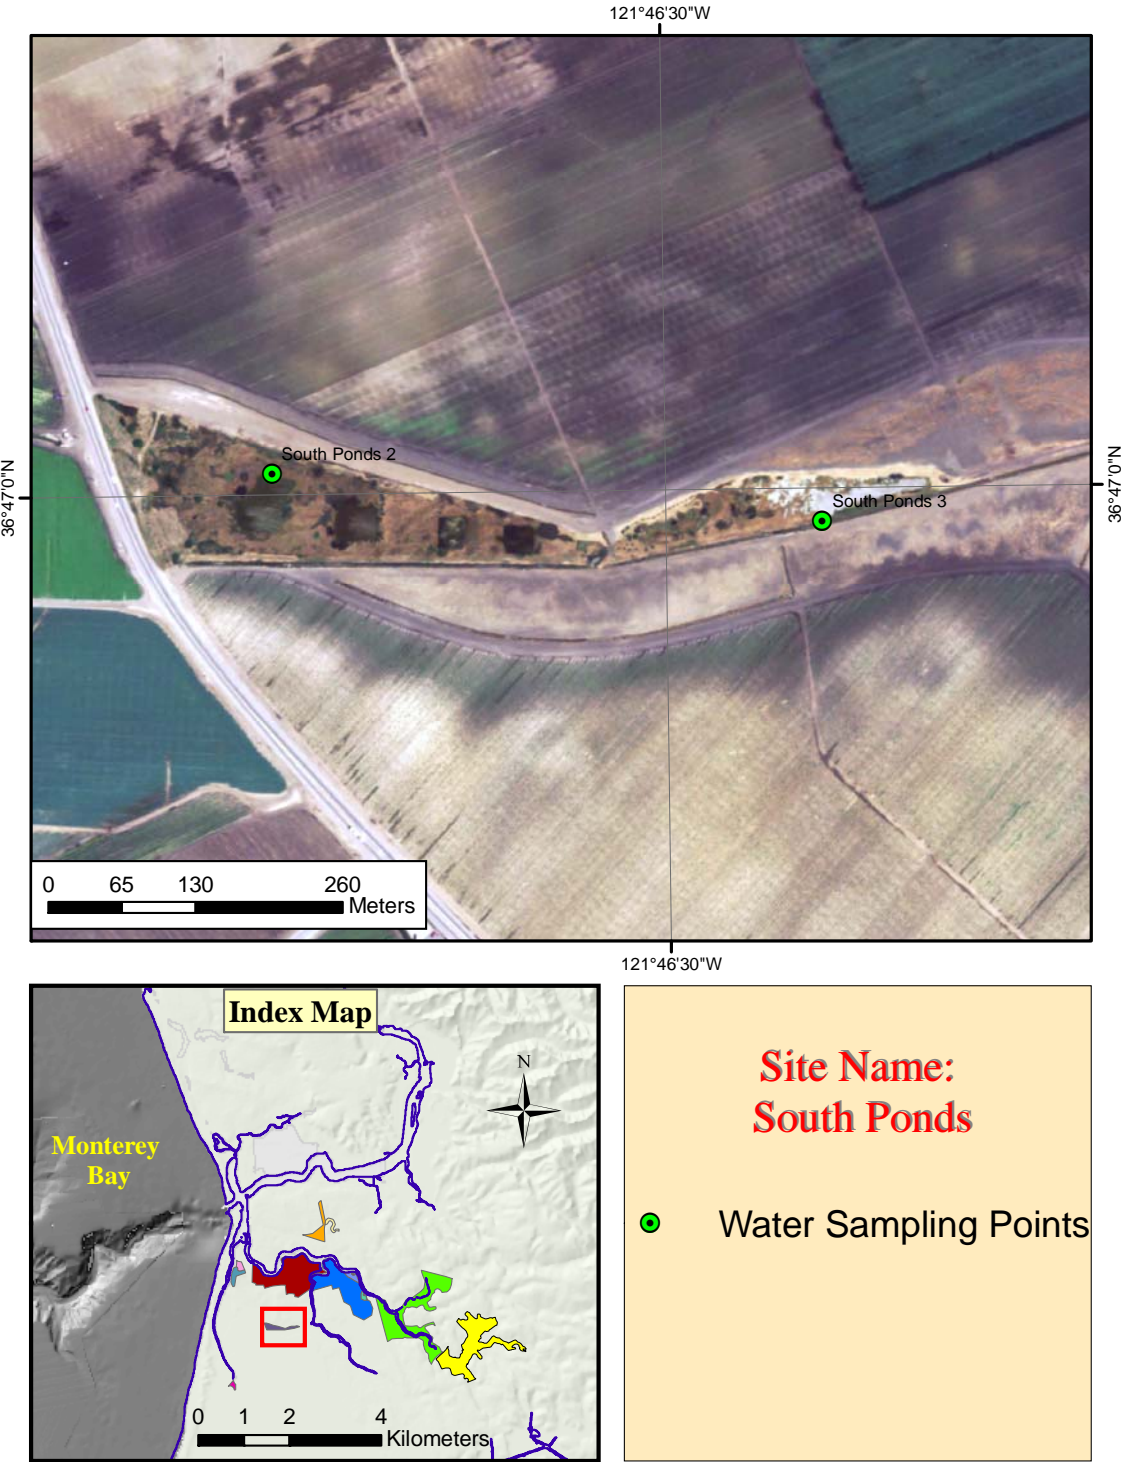 121°46'30"W
South Ponds 2
South Ponds 3
36°47'0"N
36°47'0"N
0 65 130 260
Meters
121°46'30"W
Index Map
N
Monterey
Bay
0 1 2 4
Kilometers
Site Name:
South Ponds
Water Sampling Points